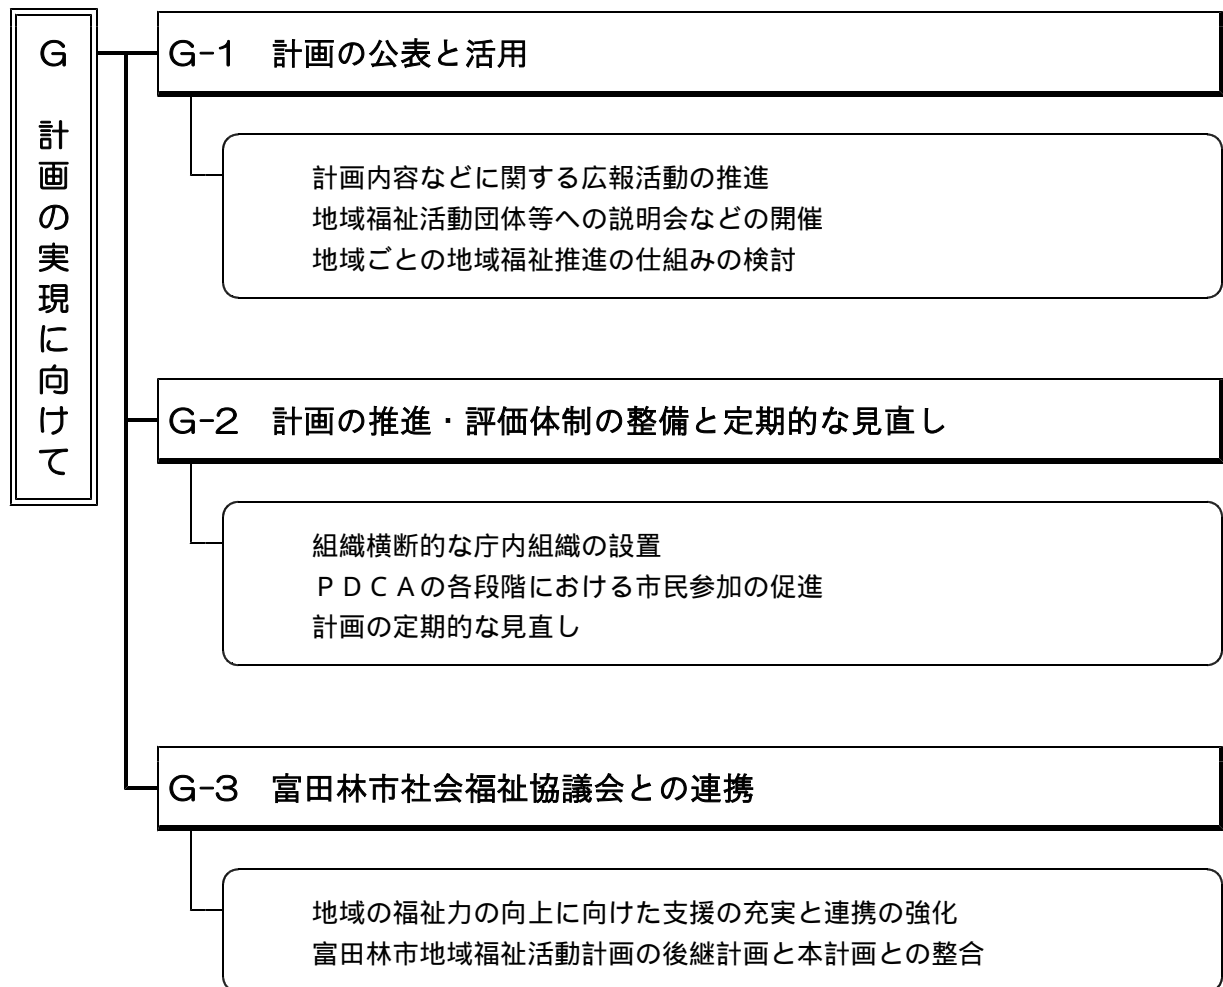 G 計画の実現に向けて
G-1 計画の公表と活用
計画内容などに関する広報活動の推進
地域福祉活動団体等への説明会などの開催
地域ごとの地域福祉推進の仕組みの検討
G-2 計画の推進・評価体制の整備と定期的な見直し
組織横断的な庁内組織の設置
ＰＤＣＡの各段階における市民参加の促進
計画の定期的な見直し
G-3 富田林市社会福祉協議会との連携
地域の福祉力の向上に向けた支援の充実と連携の強化
富田林市地域福祉活動計画の後継計画と本計画との整合